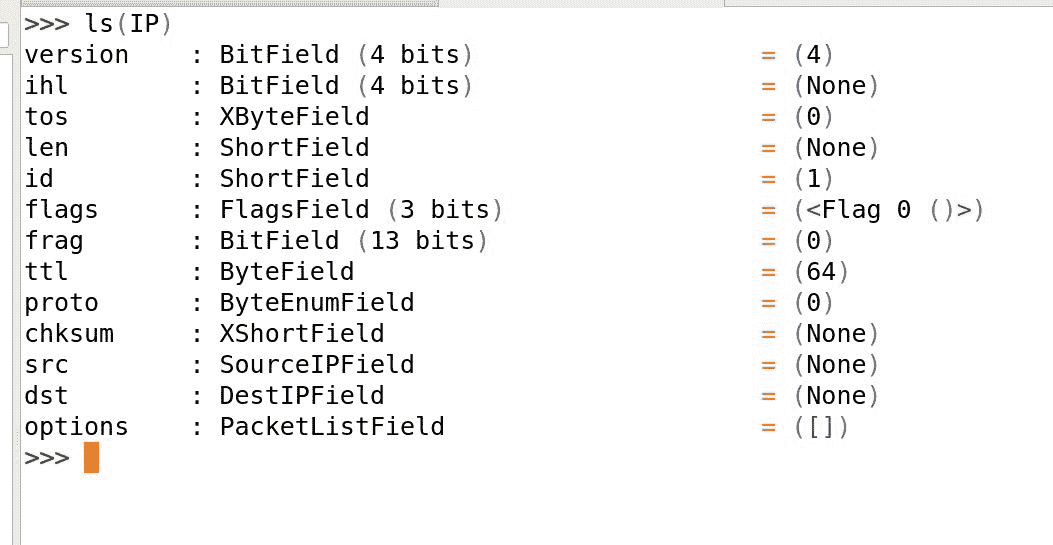 >>> ls(IP)
version    : BitField (4 bits)                   = (4)
ihl        : BitField (4 bits)                   = (None)
tos        : XByteField                          = (0)
len        : ShortField                          = (None)
id         : ShortField                          = (1)
flags      : FlagsField (3 bits)                 = (<Flag 0 ()>)
frag       : BitField (13 bits)                  = (0)
ttl        : ByteField                           = (64)
proto      : ByteEnumField                       = (0)
chksum     : XShortField                         = (None)
src        : SourceIPField                       = (None)
dst        : DestIPField                         = (None)
options    : PacketListField                     = ([])
>>>